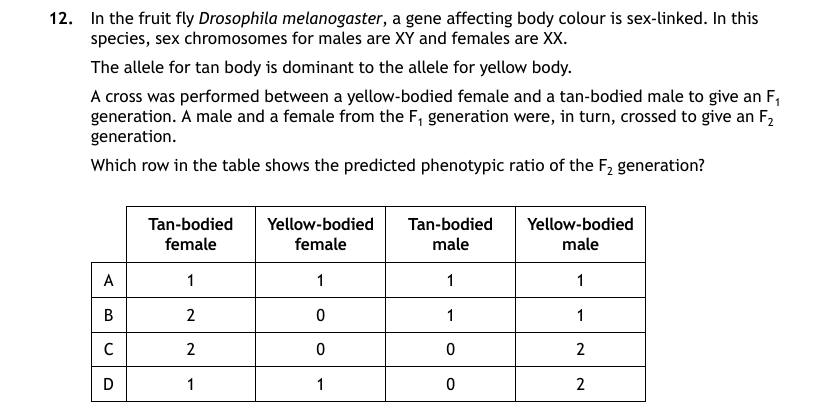 12. In the fruit fly Drosophila melanogaster, a gene affecting body colour is sex-linked. In this
species, sex chromosomes for males are XY and females are XX.
The allele for tan body is dominant to the allele for yellow body.
A cross was performed between a yellow-bodied female and a tan-bodied male to give an F₁
generation. A male and a female from the F₁ generation were, in turn, crossed to give an F₂
generation.
Which row in the table shows the predicted phenotypic ratio of the F₂ generation?
Tan-bodied female Yellow-bodied female Tan-bodied male Yellow-bodied male
A 1 1 1 1
B 2 0 1 1
C 2 0 0 2
D 1 1 0 2